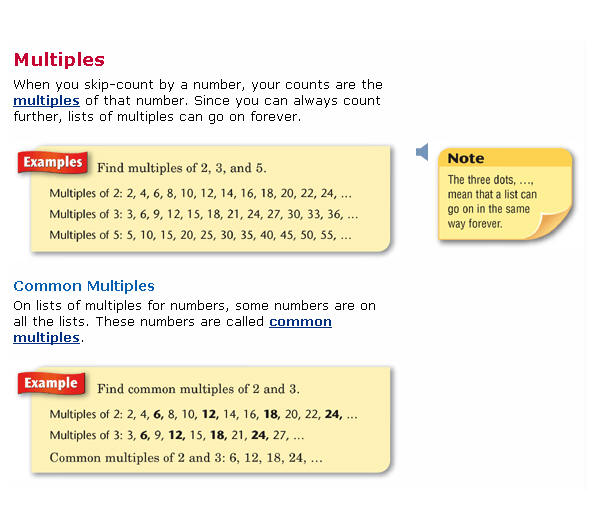 Multiples
When you skip-count by a number, your counts are the
multiples of that number. Since you can always count
further, lists of multiples can go on forever.
Examples Find multiples of 2, 3, and 5.
Multiples of 2: 2, 4, 6, 8, 10, 12, 14, 16, 18, 20, 22, 24, …
Multiples of 3: 3, 6, 9, 12, 15, 18, 21, 24, 27, 30, 33, 36, …
Multiples of 5: 5, 10, 15, 20, 25, 30, 35, 40, 45, 50, 55, …
Note
The three dots, …,
mean that a list can
go on in the same
way forever.
Common Multiples
On lists of multiples for numbers, some numbers are on
all the lists. These numbers are called common
multiples.
Example Find common multiples of 2 and 3.
Multiples of 2: 2, 4, 6, 8, 10, 12, 14, 16, 18, 20, 22, 24, …
Multiples of 3: 3, 6, 9, 12, 15, 18, 21, 24, 27, …
Common multiples of 2 and 3: 6, 12, 18, 24, …